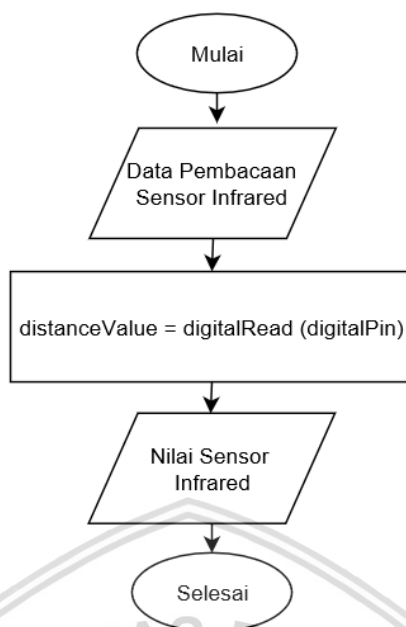 Mulai
Data Pembacaan
Sensor Infrared
distanceValue = digitalRead (digitalPin)
Nilai Sensor
Infrared
Selesai